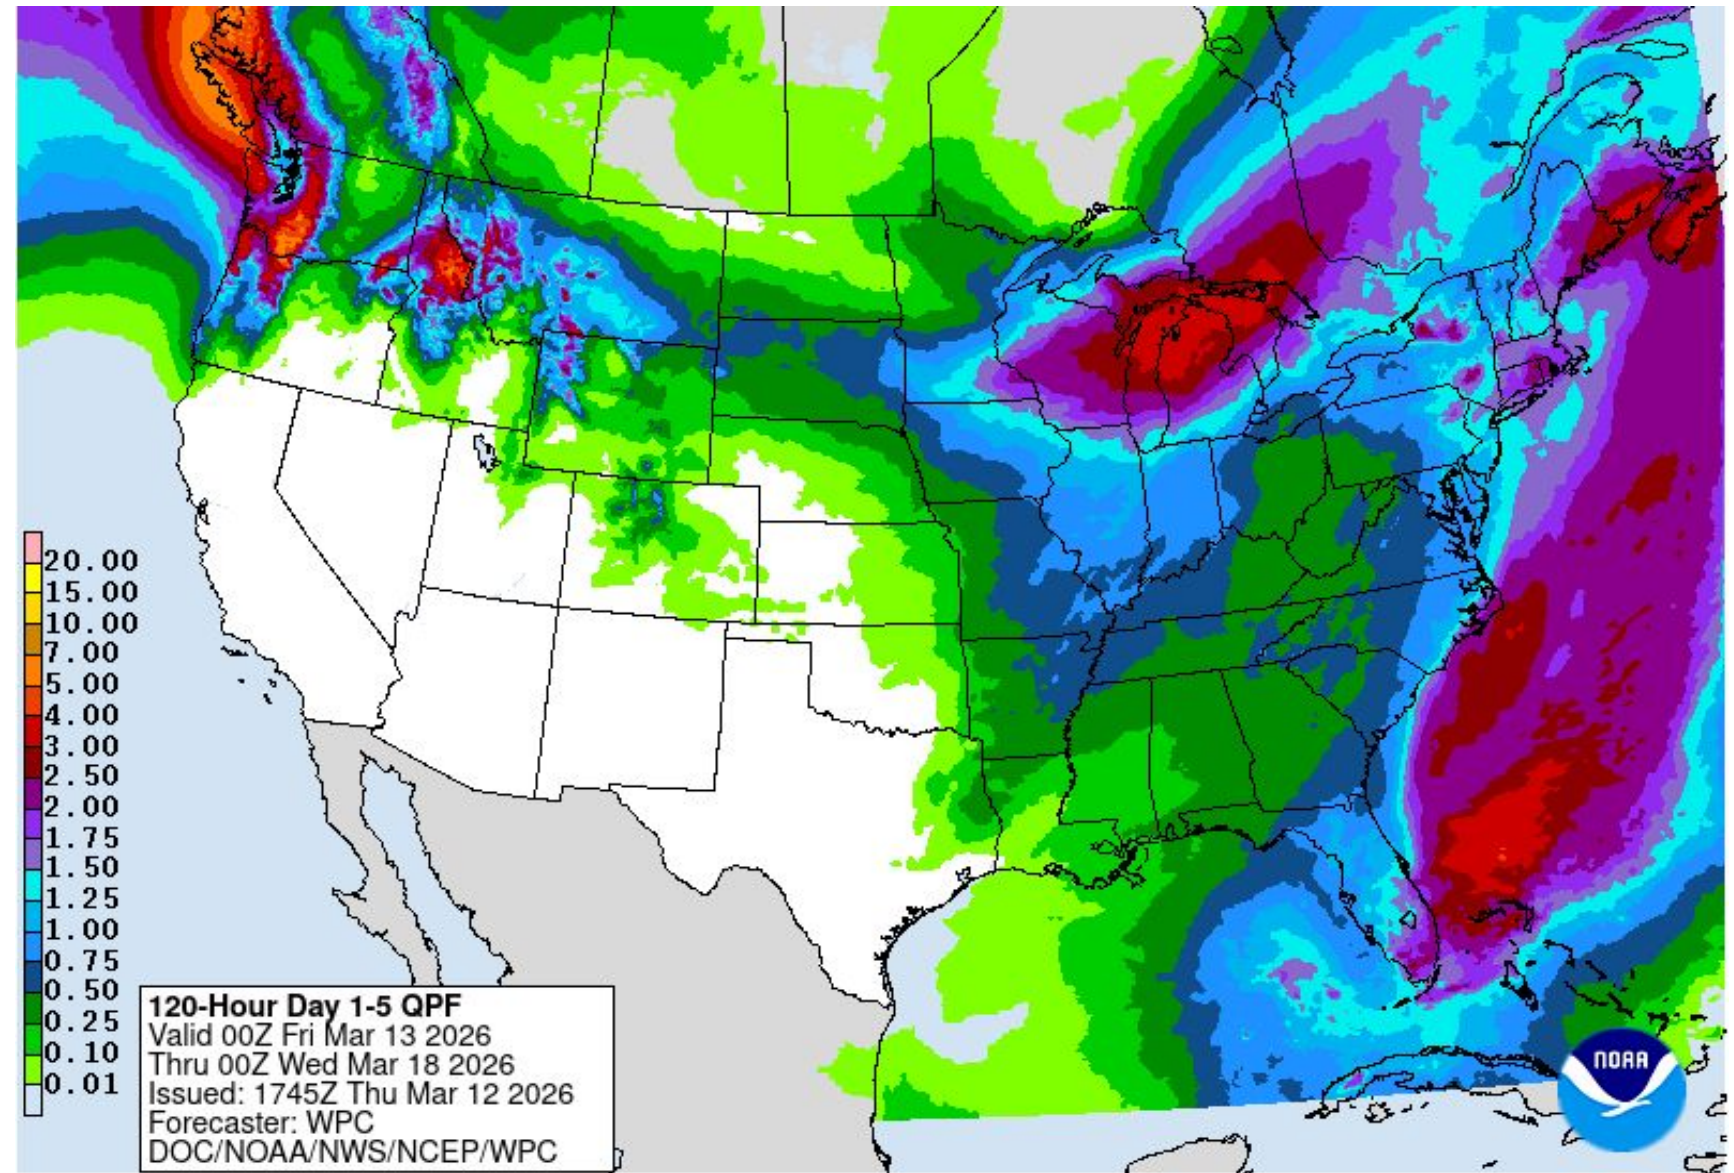 20.00
15.00
10.00
7.00
5.00
4.00
3.00
2.50
2.00
1.75
1.50
1.25
1.00
0.75
0.50
0.25
0.10
0.01
120-Hour Day 1-5 QPF
Valid 00Z Fri Mar 13 2026
Thru 00Z Wed Mar 18 2026
Issued: 1745Z Thu Mar 12 2026
Forecaster: WPC
DOC/NOAA/NWS/NCEP/WPC
NOAA